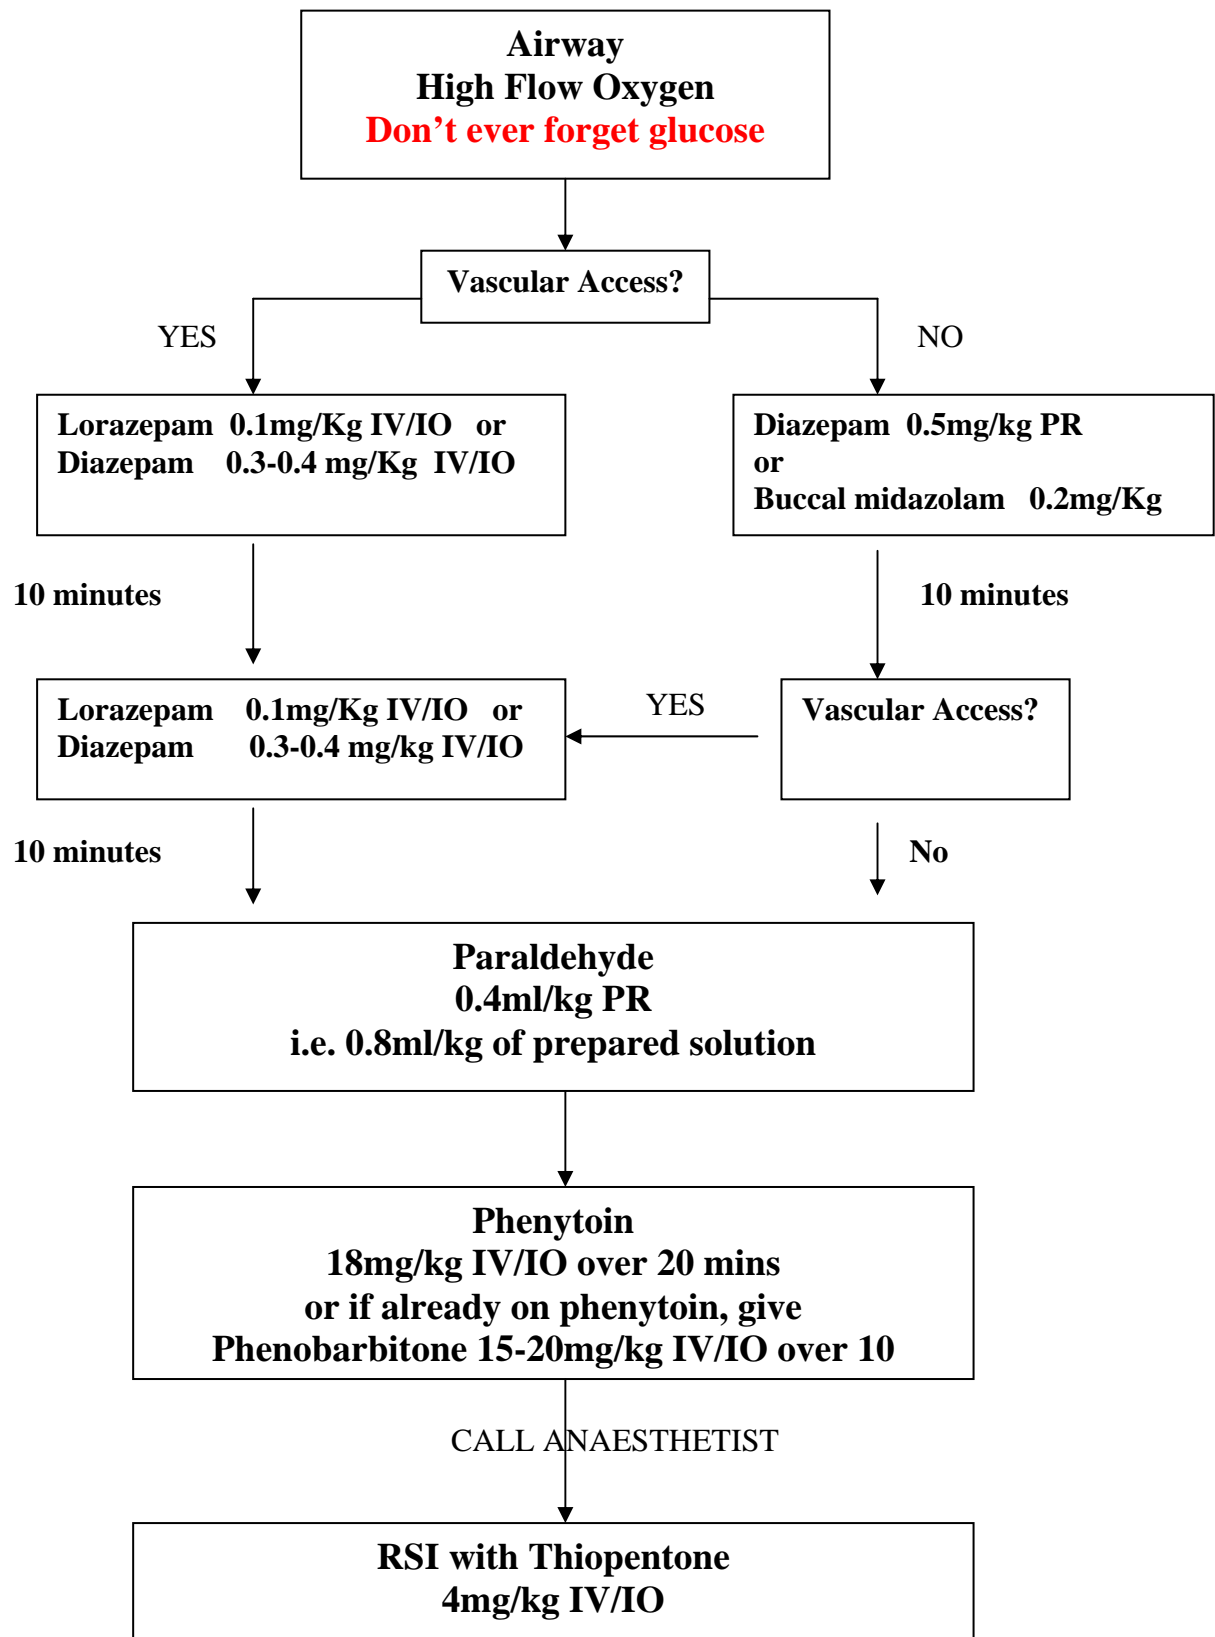 Airway
High Flow Oxygen
Don’t ever forget glucose
Vascular Access?
YES
NO
Lorazepam 0.1mg/Kg IV/IO or
Diazepam 0.3-0.4 mg/Kg IV/IO
Diazepam 0.5mg/kg PR
or
Buccal midazolam 0.2mg/Kg
10 minutes
10 minutes
Lorazepam 0.1mg/Kg IV/IO or
Diazepam 0.3-0.4 mg/kg IV/IO
YES
Vascular Access?
10 minutes
No
Paraldehyde
0.4ml/kg PR
i.e. 0.8ml/kg of prepared solution
Phenytoin
18mg/kg IV/IO over 20 mins
or if already on phenytoin, give
Phenobarbitone 15-20mg/kg IV/IO over 10
CALL ANAESTHETIST
RSI with Thiopentone
4mg/kg IV/IO